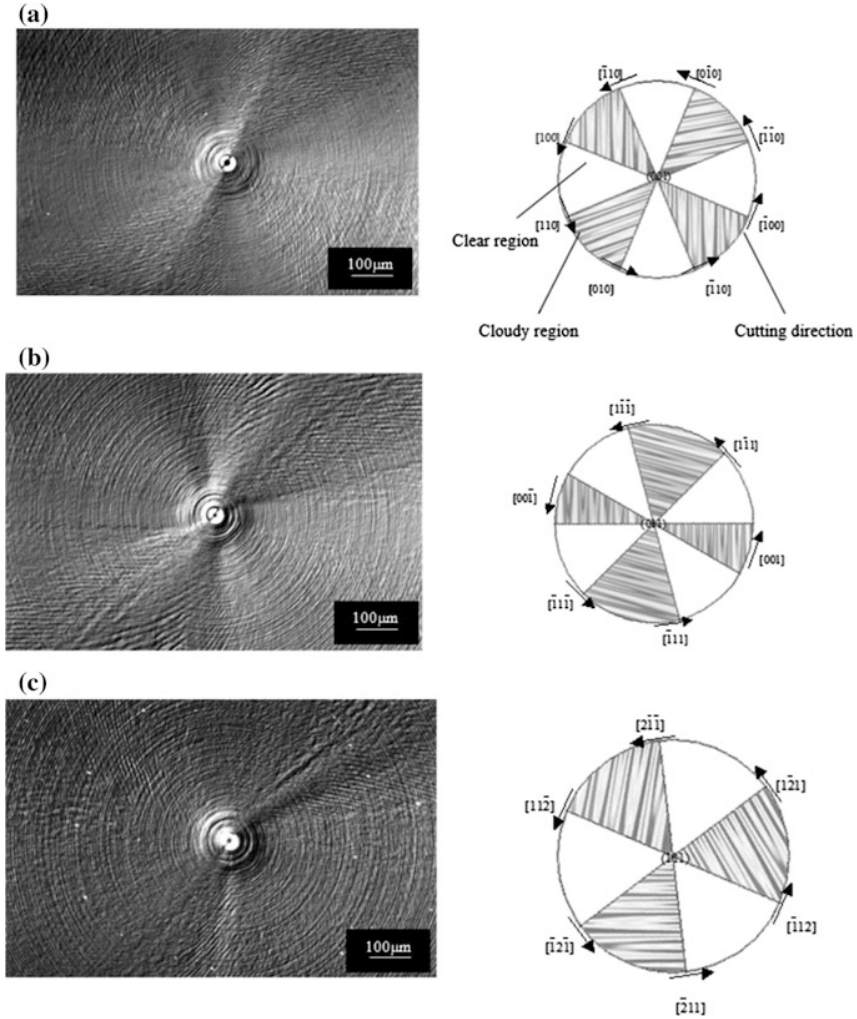 (a)
[1̄10]
[01̄0]
[100]
[1̄1̄0]
(001)
[110]
[1̄00]
Clear region
[010]
[1̄10]
100μm
Cloudy region
Cutting direction
(b)
[11̄1̄]
[11̄1]
[001̄]
(011)
[001]
[1̄11̄]
[1̄11]
100μm
(c)
[21̄1̄]
[12̄1]
[112̄]
(111)
[1̄12]
[1̄21̄]
100μm
[2̄11]